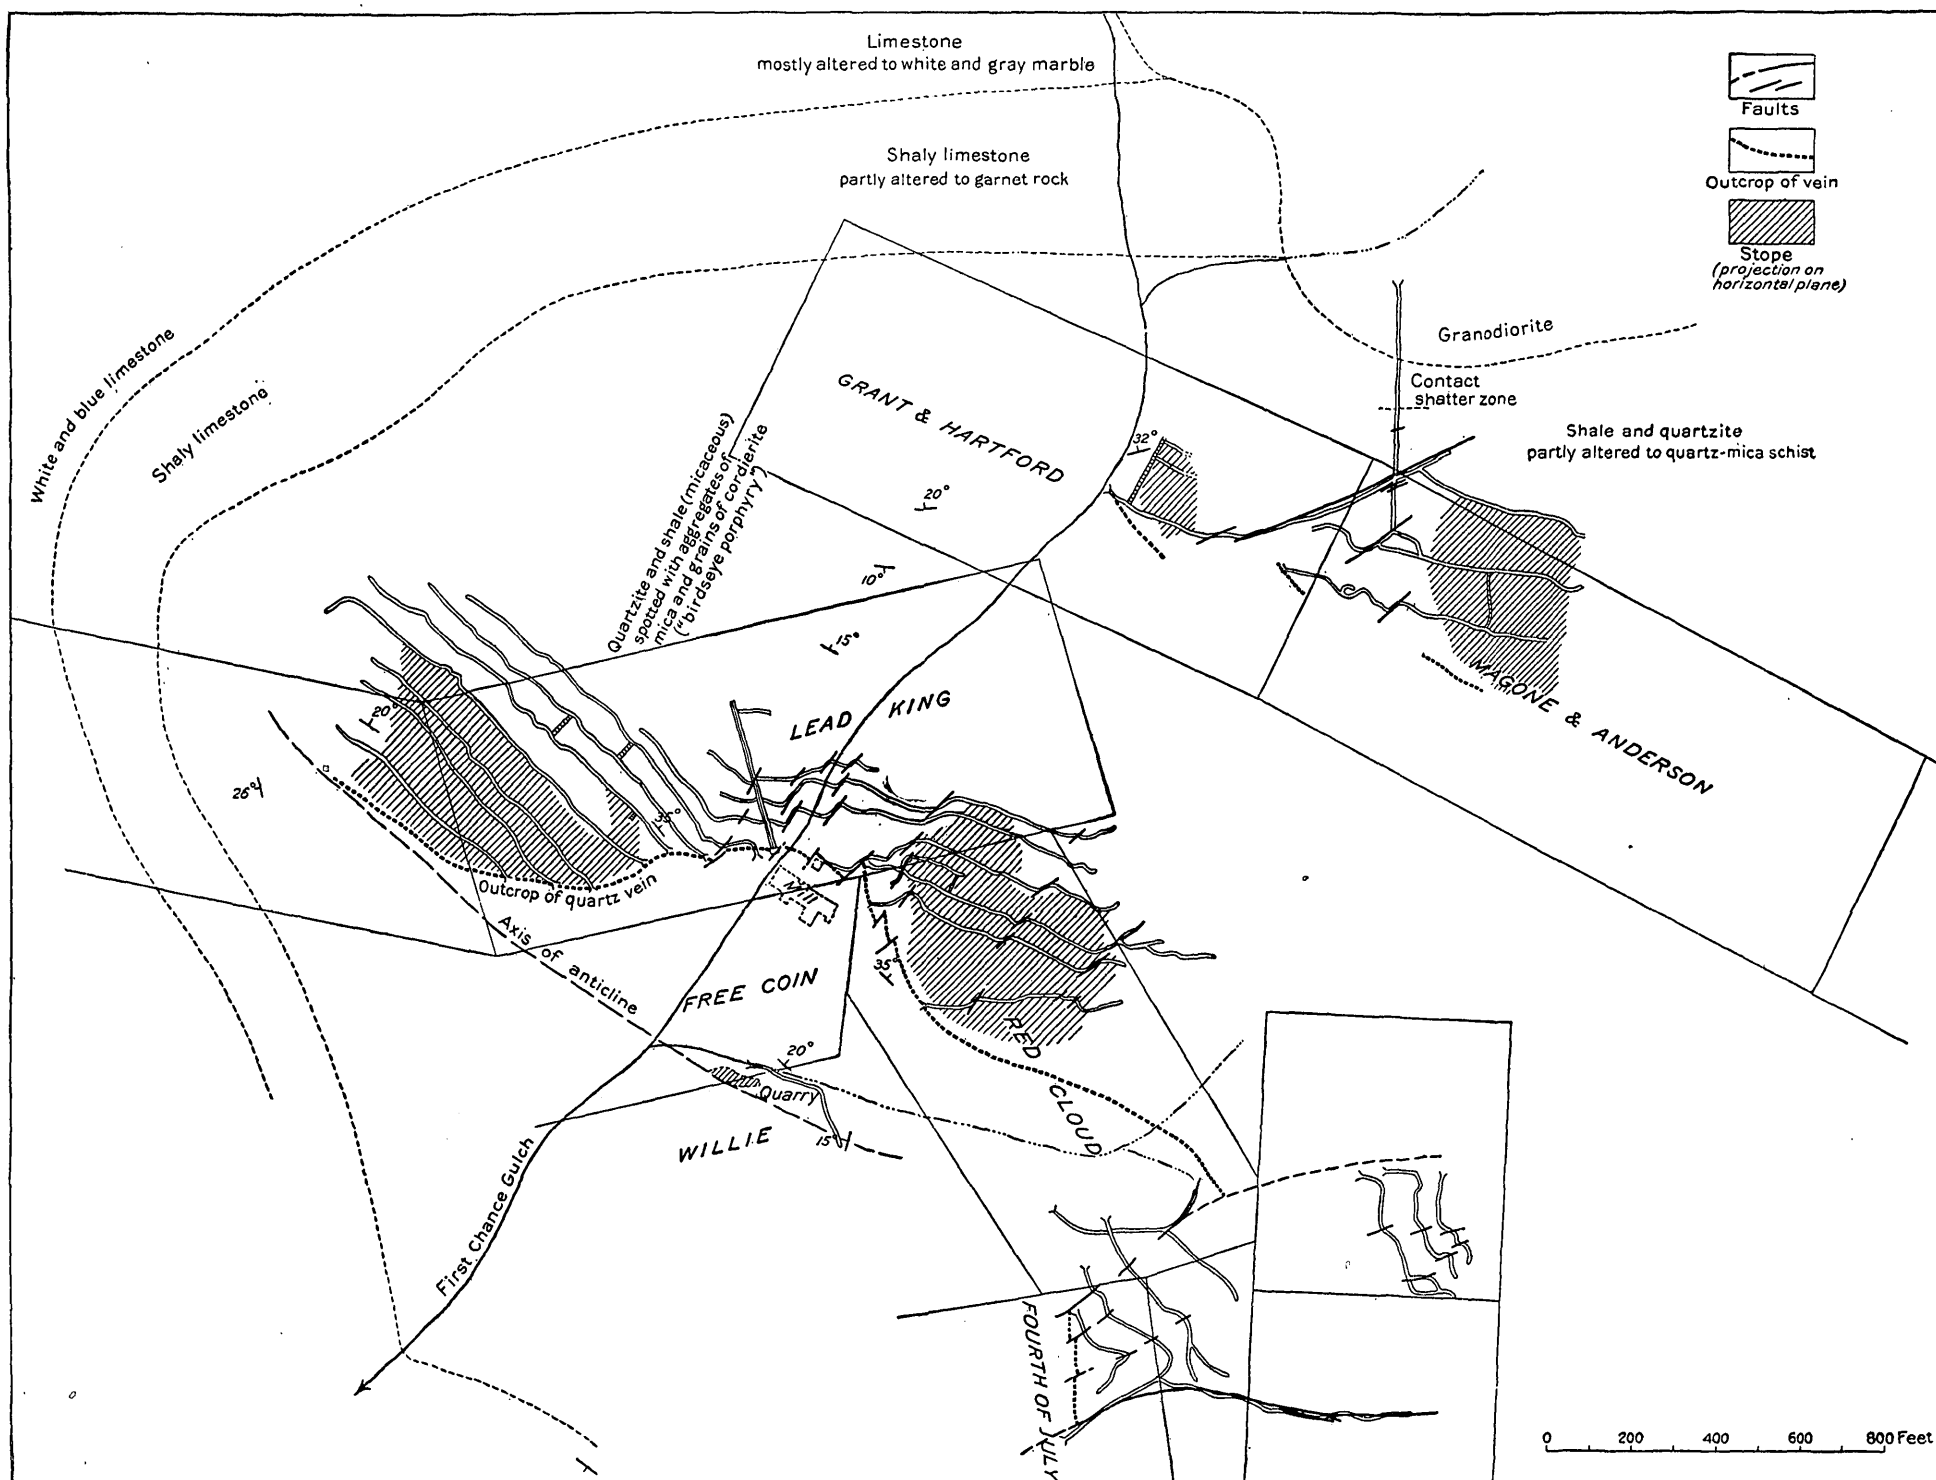 Limestone
mostly altered to white and gray marble
Shaly limestone
partly altered to garnet rock
Faults
Outcrop of vein
Stope
(projection on
horizontal plane)
White and blue limestone
Shaly limestone
Granodiorite
Contact
shatter zone
Shale and quartzite
partly altered to quartz-mica schist
GRANT & HARTFORD
Quartzite and shale (micaceous)
spotted with aggregates of
mica and grains of cordierite
("birdseye porphyry")
32°
20°
10°
15°
LEAD KING
MAGONE & ANDERSON
20°
26°
35°
Outcrop of quartz vein
Mill
Axis of anticline
FREE COIN
35°
RED CLOUD
20°
Quarry
15°
WILLIE
First Chance Gulch
FOURTH OF JULY
0 200 400 600 800 Feet